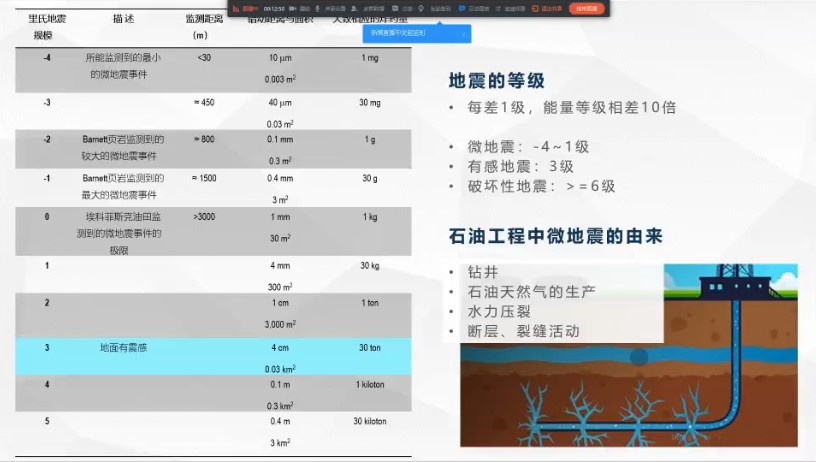 里氏地震
规模
描 述
监测距离
（m）
-4
所能监测到的最小
的微地震事件
<30
10 μm
0.003 m²
1 mg
-3
≈ 450
40 μm
0.03 m²
30 mg
-2
Barnett页岩监测到的
较大的微地震事件
≈ 800
0.1 mm
0.3 m²
1 g
-1
Barnett页岩监测到的
最大的微地震事件
≈ 1500
0.4 mm
3 m²
30 g
0
埃科菲斯克油田监
测到的微地震事件的
极限
>3000
1 mm
30 m²
1 kg
1
4 mm
300 m²
30 kg
2
1 cm
3,000 m²
1 ton
3
地面有震感
4 cm
0.03 km²
30 ton
4
0.1 m
0.3 km²
1 kiloton
5
0.4 m
3 km²
30 kiloton
地震的等级
• 每差1级，能量等级相差10倍
• 微地震：-4~1级
• 有感地震：3级
• 破坏性地震：>=6级
石油工程中微地震的由来
• 钻井
• 石油天然气的生产
• 水力压裂
• 断层、裂缝活动